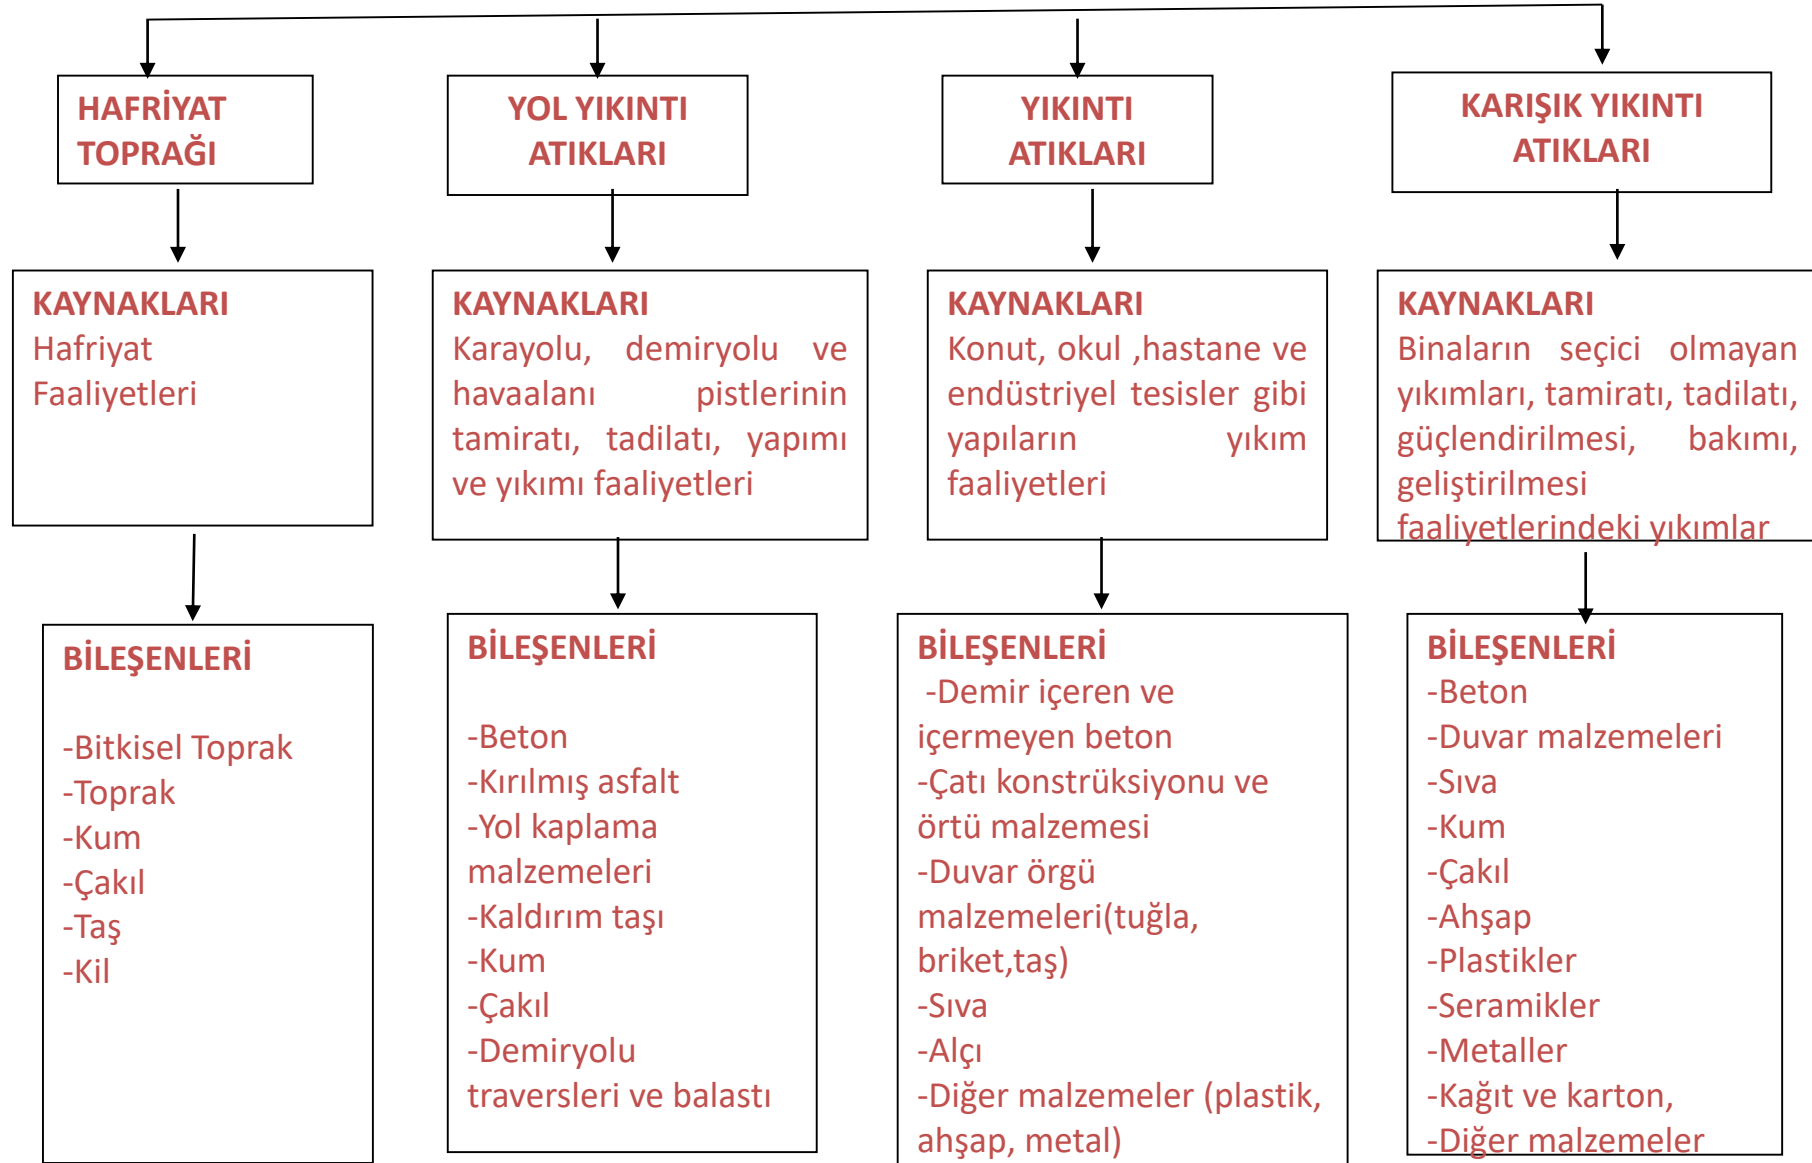 HAFRİYAT
TOPRAĞI
YOL YIKINTI
ATIKLARI
YIKINTI
ATIKLARI
KARIŞIK YIKINTI
ATIKLARI
KAYNAKLARI
Hafriyat
Faaliyetleri
KAYNAKLARI
Karayolu, demiryolu ve
havaalanı pistlerinin
tamiratı, tadilatı, yapımı
ve yıkımı faaliyetleri
KAYNAKLARI
Konut, okul ,hastane ve
endüstriyel tesisler gibi
yapıların yıkım
faaliyetleri
KAYNAKLARI
Binaların seçici olmayan
yıkımları, tamiratı, tadilatı,
güçlendirilmesi, bakımı,
geliştirilmesi
faaliyetlerindeki yıkımlar
BİLEŞENLERİ
-Bitkisel Toprak
-Toprak
-Kum
-Çakıl
-Taş
-Kil
BİLEŞENLERİ
-Beton
-Kırılmış asfalt
-Yol kaplama
malzemeleri
-Kaldırım taşı
-Kum
-Çakıl
-Demiryolu
traversleri ve balastı
BİLEŞENLERİ
-Demir içeren ve
içermeyen beton
-Çatı konstrüksiyonu ve
örtü malzemesi
-Duvar örgü
malzemeleri(tuğla,
briket,taş)
-Sıva
-Alçı
-Diğer malzemeler (plastik,
ahşap, metal)
BİLEŞENLERİ
-Beton
-Duvar malzemeleri
-Sıva
-Kum
-Çakıl
-Ahşap
-Plastikler
-Seramikler
-Metaller
-Kağıt ve karton,
-Diğer malzemeler